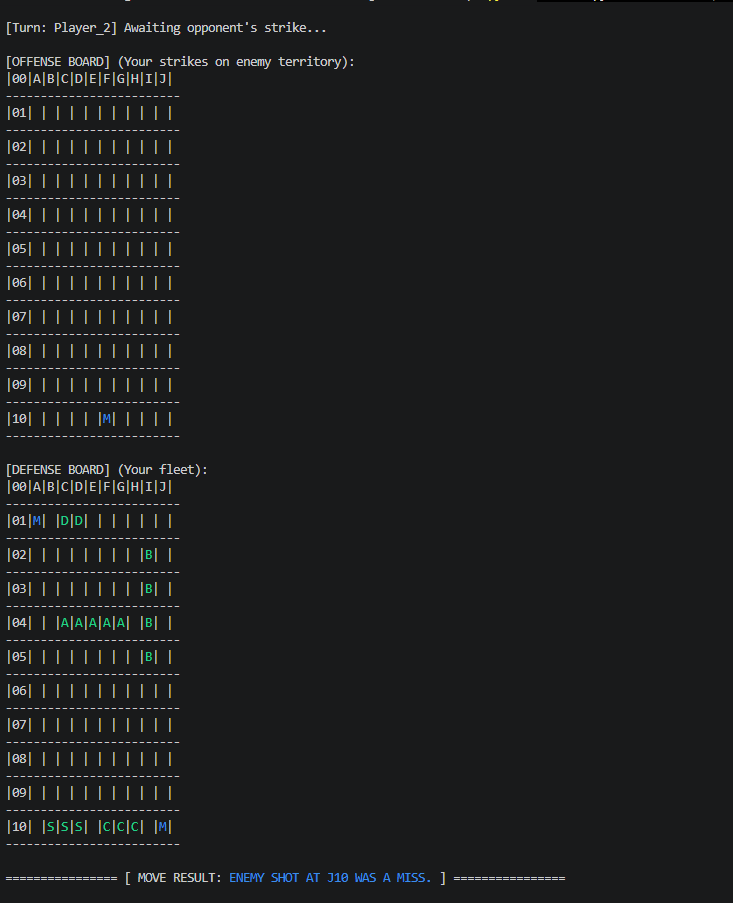 [Turn: Player_2] Awaiting opponent's strike...
[OFFENSE BOARD] (Your strikes on enemy territory):
|00|A|B|C|D|E|F|G|H|I|J|
-------------------------
|01| | | | | | | | | | |
-------------------------
|02| | | | | | | | | | |
-------------------------
|03| | | | | | | | | | |
-------------------------
|04| | | | | | | | | | |
-------------------------
|05| | | | | | | | | | |
-------------------------
|06| | | | | | | | | | |
-------------------------
|07| | | | | | | | | | |
-------------------------
|08| | | | | | | | | | |
-------------------------
|09| | | | | | | | | | |
-------------------------
|10| | | | | |M| | | | |
-------------------------
[DEFENSE BOARD] (Your fleet):
|00|A|B|C|D|E|F|G|H|I|J|
-------------------------
|01|M| |D|D| | | | | | |
-------------------------
|02| | | | | | | | |B| |
-------------------------
|03| | | | | | | | |B| |
-------------------------
|04| | |A|A|A|A|A| |B| |
-------------------------
|05| | | | | | | | |B| |
-------------------------
|06| | | | | | | | | | |
-------------------------
|07| | | | | | | | | | |
-------------------------
|08| | | | | | | | | | |
-------------------------
|09| | | | | | | | | | |
-------------------------
|10| |S|S|S| |C|C|C| |M|
-------------------------
================ [ MOVE RESULT: ENEMY SHOT AT J10 WAS A MISS. ] ================